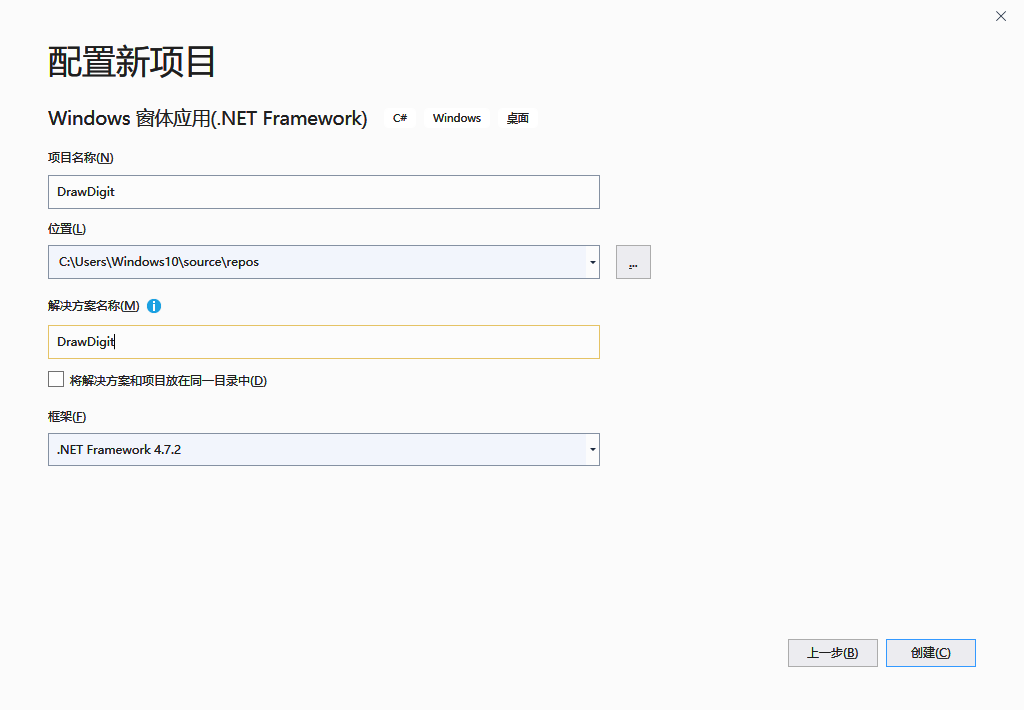 配置新项目
Windows 窗体应用(.NET Framework) C# Windows 桌面
项目名称(N)
DrawDigit
位置(L)
C:\Users\Windows10\source\repos
...
解决方案名称(M)
DrawDigit
将解决方案和项目放在同一目录中(D)
框架(F)
.NET Framework 4.7.2
上一步(B) 创建(C)